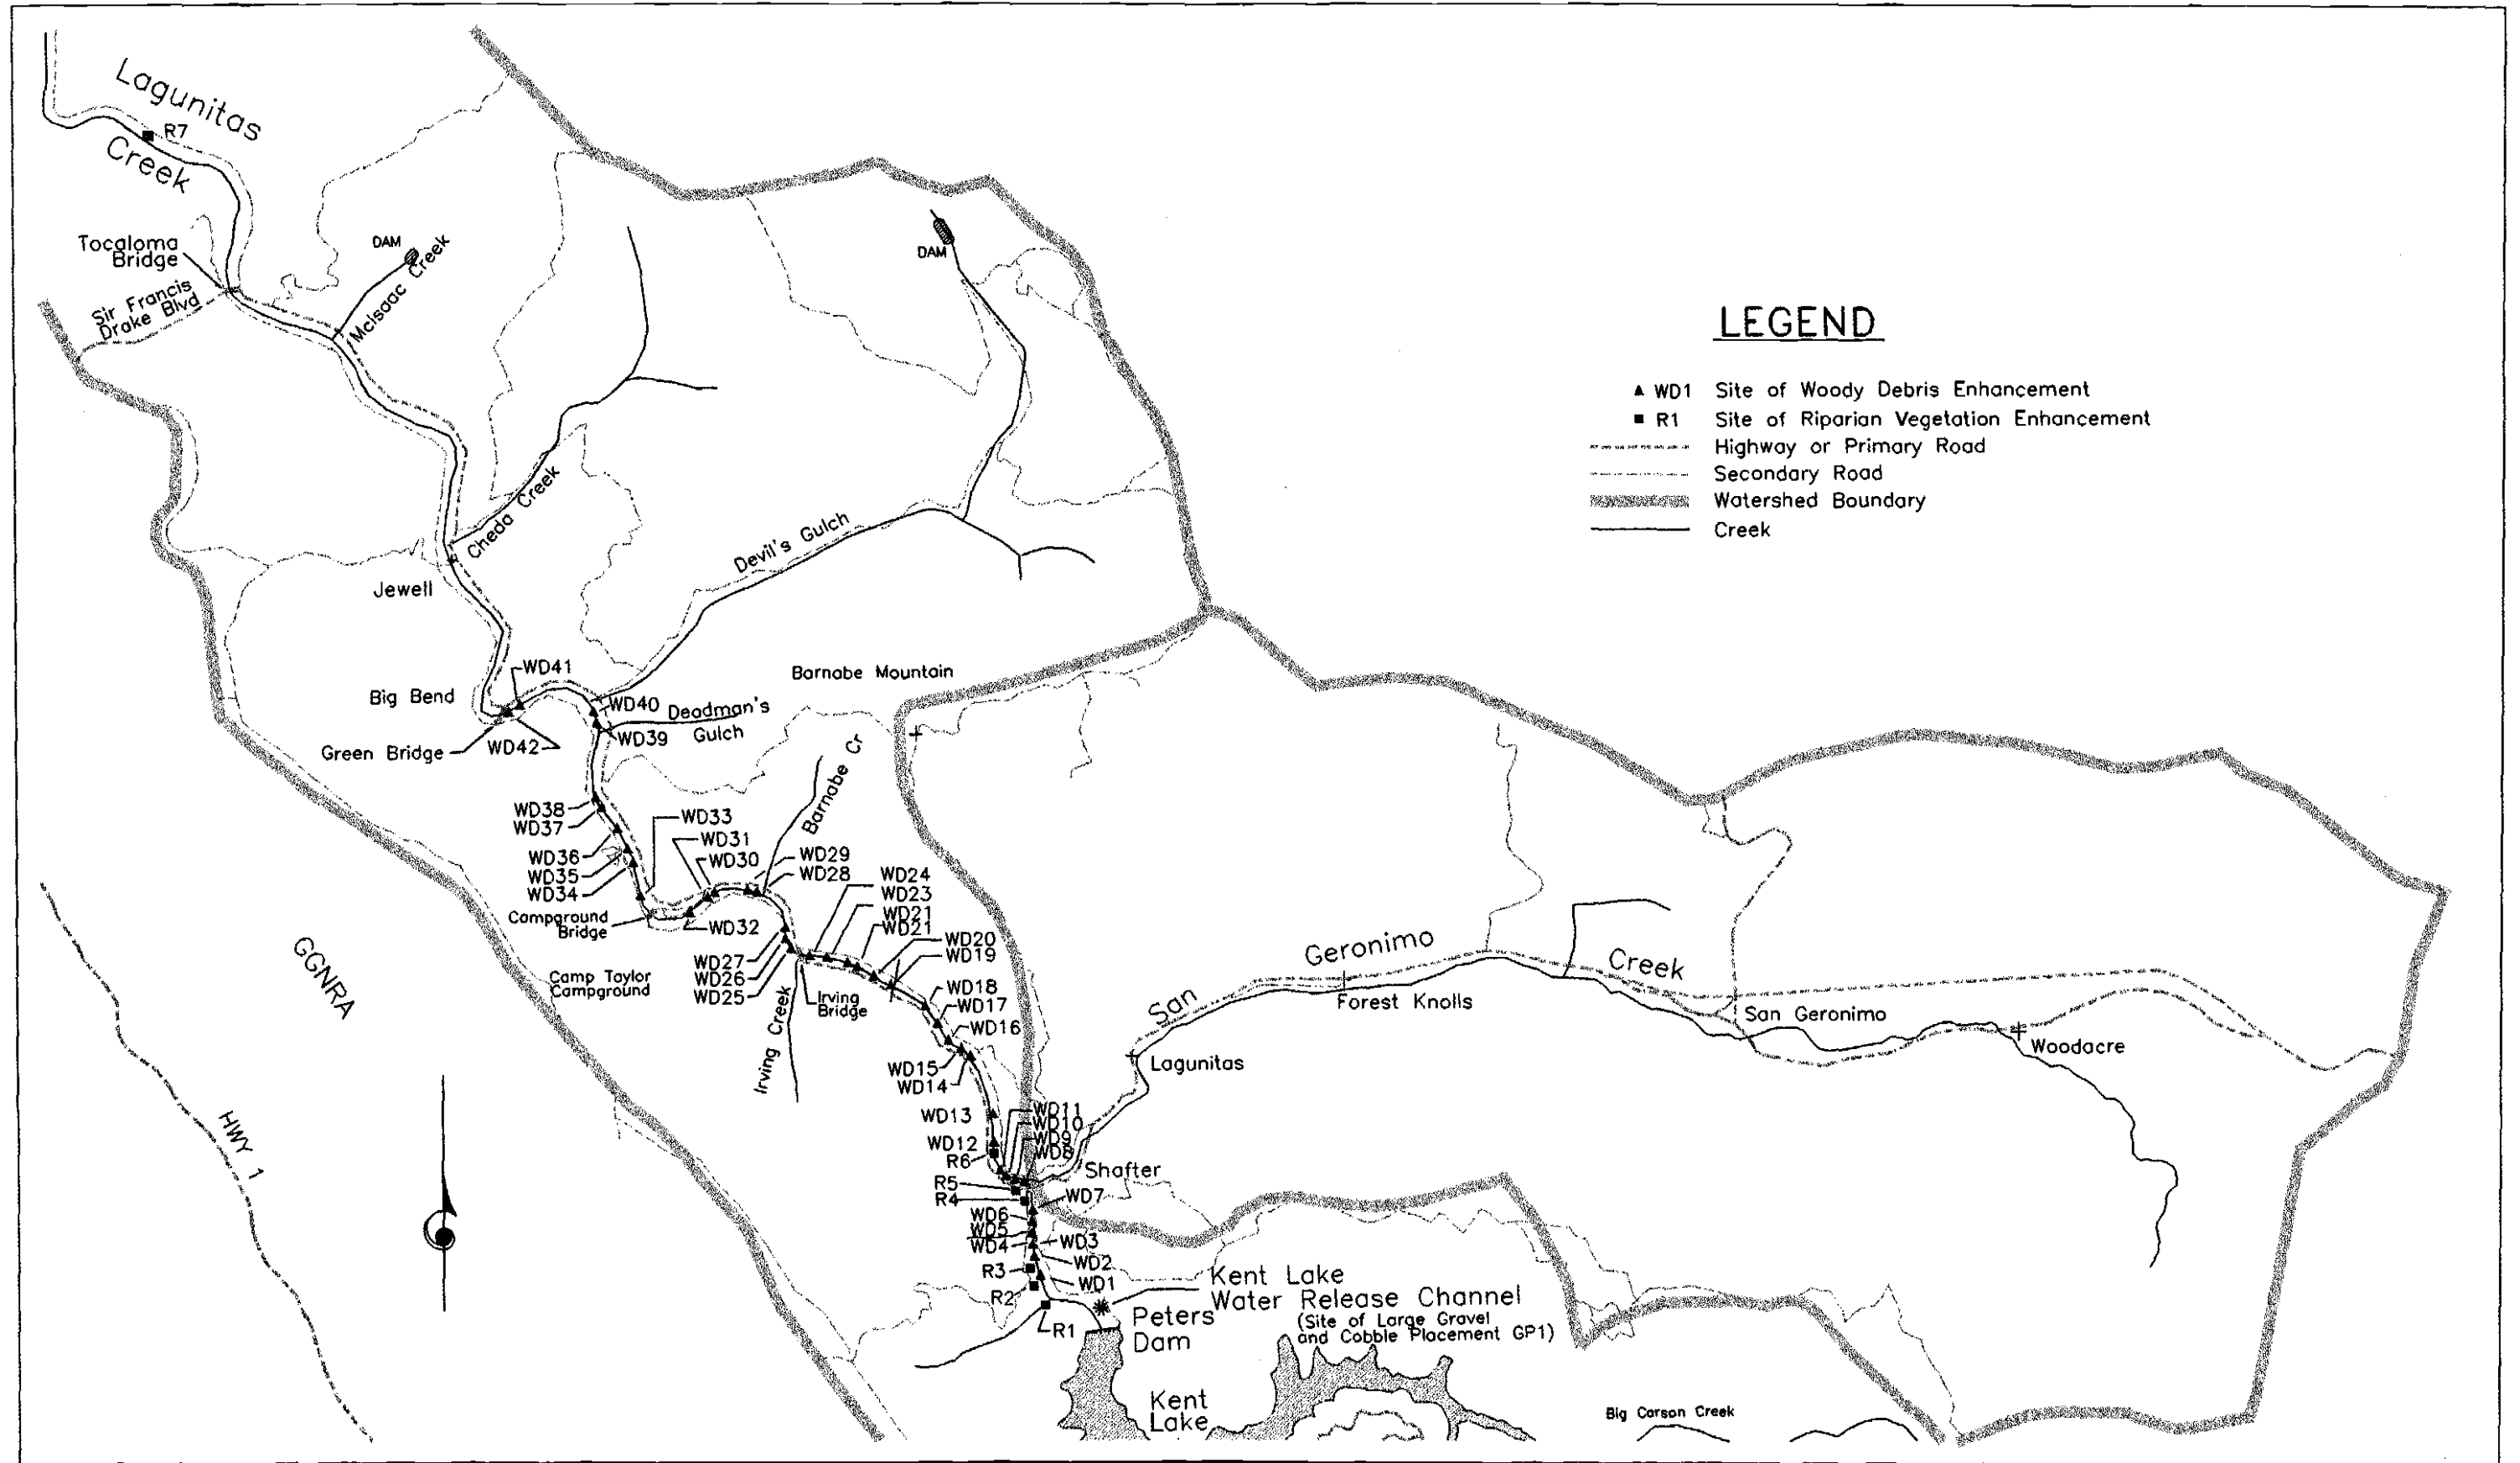 Lagunitas
Creek
R7
Tocaloma
Bridge
Sir Francis
Drake Blvd
DAM
McIsaac Creek
DAM
LEGEND
WD1 Site of Woody Debris Enhancement
R1 Site of Riparian Vegetation Enhancement
Highway or Primary Road
Secondary Road
Watershed Boundary
Creek
Cheda Creek
Jewell
Devil's Gulch
Big Bend
WD41
Green Bridge
WD42
WD40
WD39
Deadman's
Gulch
Barnabe Mountain
Barnabe Cr
WD38
WD37
WD36
WD35
WD34
WD33
WD31
WD30
WD29
WD28
WD32
Campground
Bridge
Camp Taylor
Campground
WD24
WD23
WD21
WD21
WD20
WD19
WD27
WD26
WD25
Irving
Bridge
Irving Creek
WD18
WD17
WD16
WD15
WD14
WD13
WD12
R6
WD11
WD10
WD9
WD8
R5
R4
Shafter
WD7
WD6
WD5
WD4
WD3
WD2
WD1
R3
R2
R1
San
Geronimo
Creek
Lagunitas
Forest Knolls
San Geronimo
Woodacre
Kent Lake
Water Release Channel
(Site of Large Gravel
and Cobble Placement GP1)
Peters
Dam
Kent
Lake
Big Carson Creek
GGNRA
HWY 1